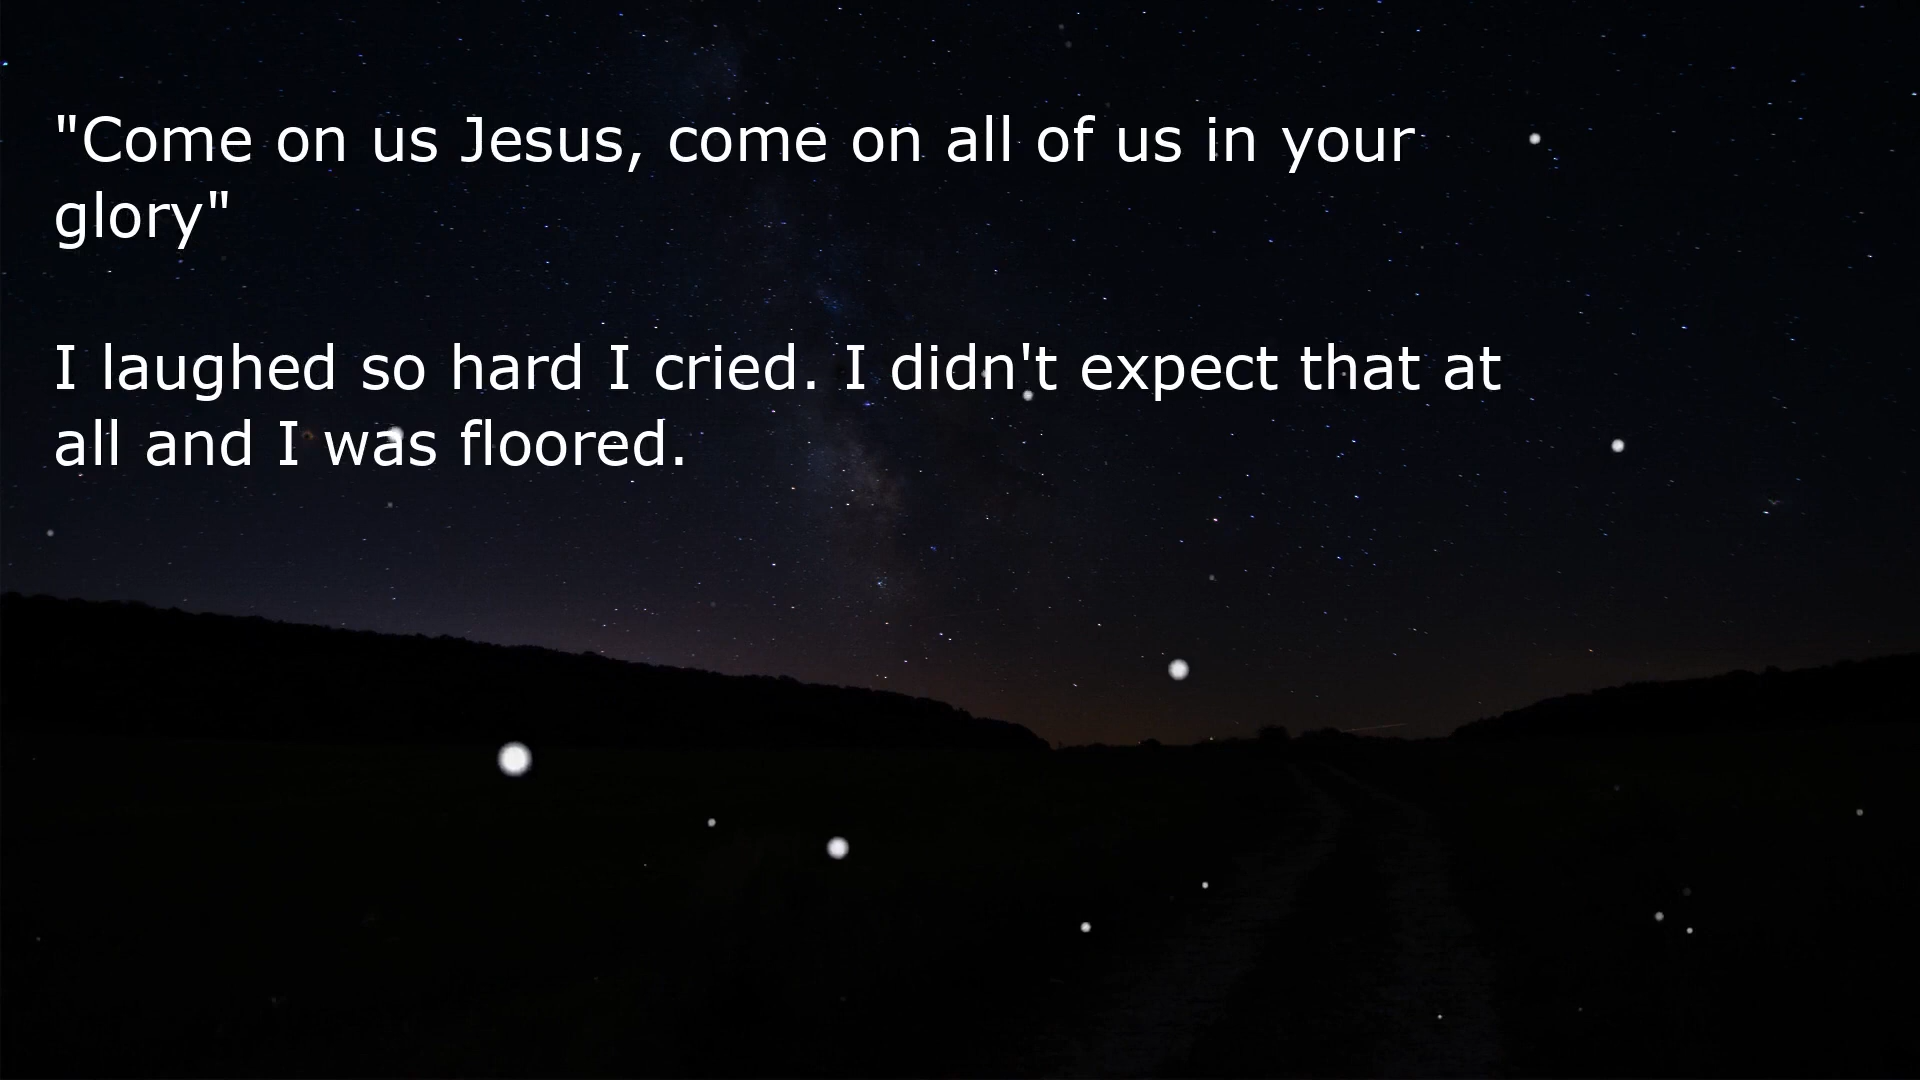 "Come on us Jesus, come on all of us in your
glory"
I laughed so hard I cried. I didn't expect that at
all and I was floored.